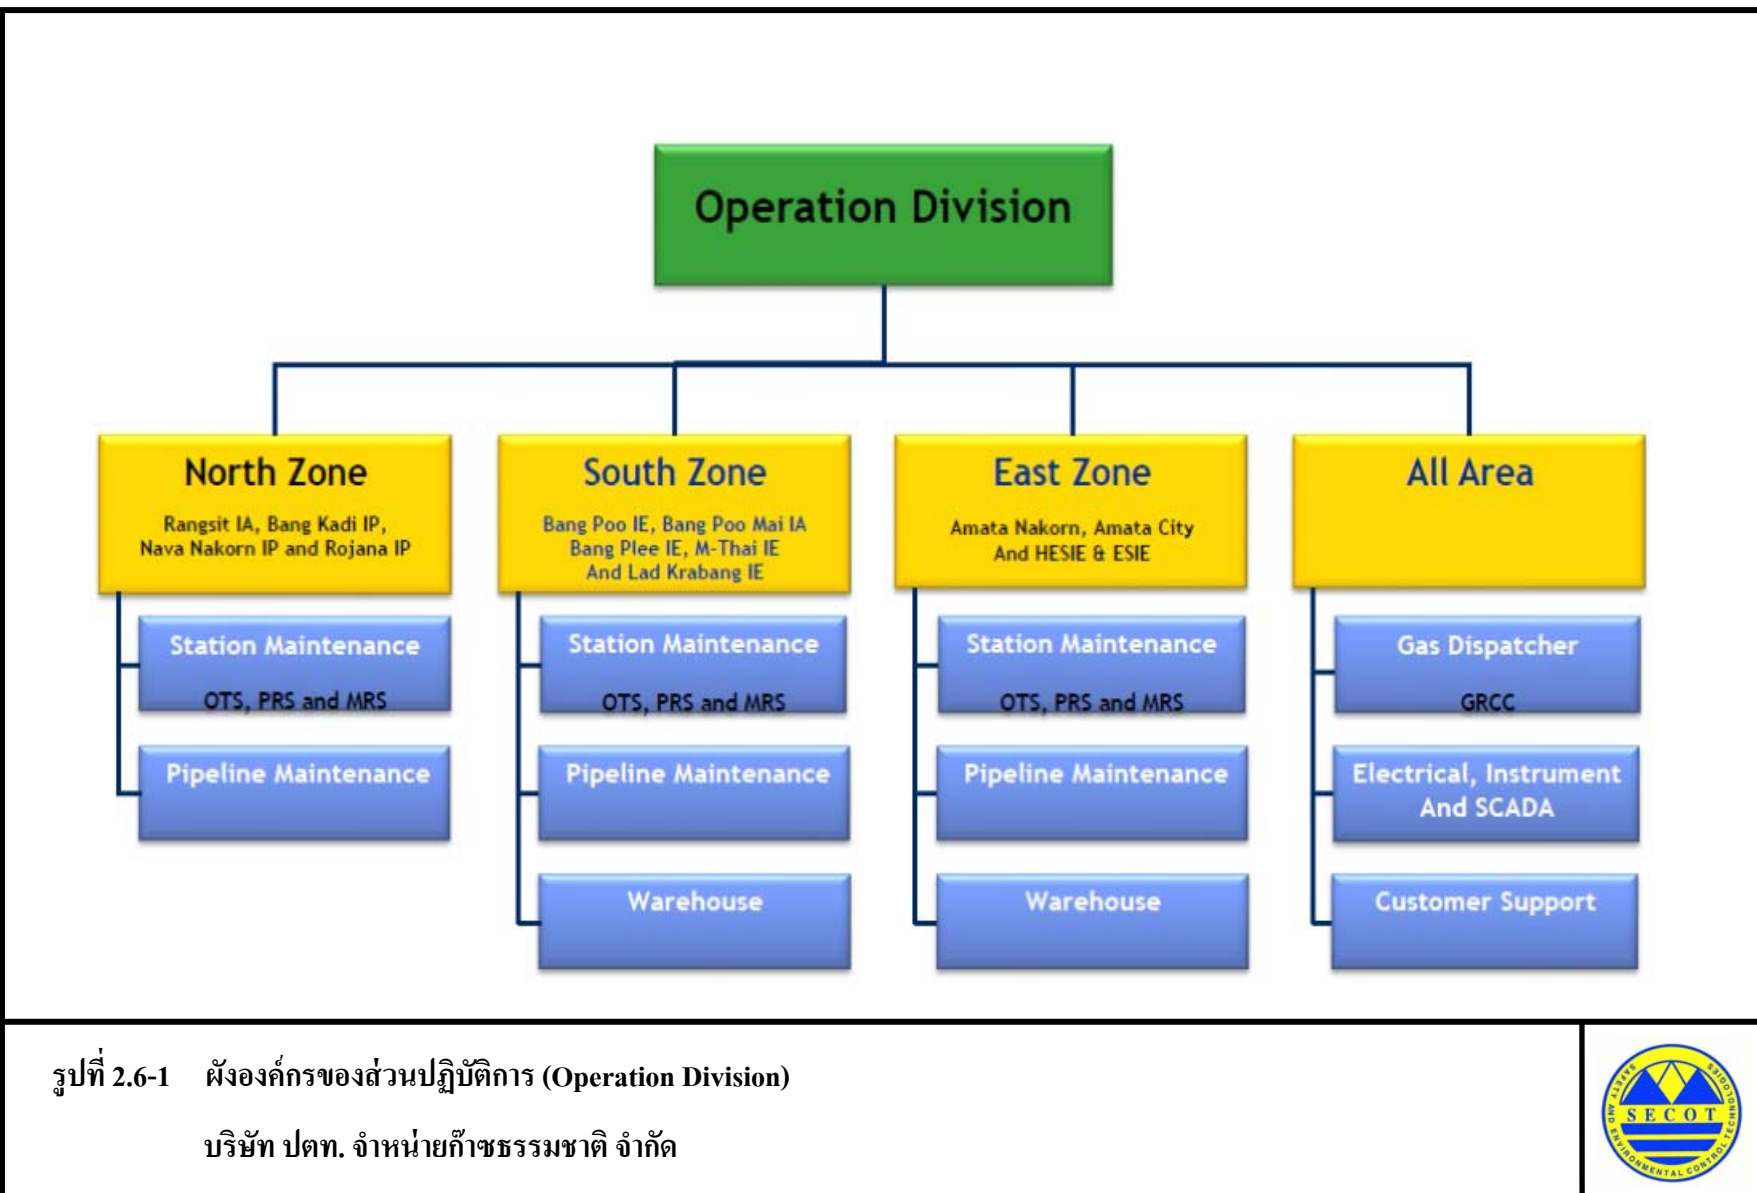 Operation Division
North Zone
Rangsit IA, Bang Kadi IP,
Nava Nakorn IP and Rojana IP
South Zone
Bang Poo IE, Bang Poo Mai IA
Bang Plee IE, M-Thai IE
And Lad Krabang IE
East Zone
Amata Nakorn, Amata City
And HESIE & ESIE
All Area
Station Maintenance
OTS, PRS and MRS
Pipeline Maintenance
Station Maintenance
OTS, PRS and MRS
Pipeline Maintenance
Warehouse
Station Maintenance
OTS, PRS and MRS
Pipeline Maintenance
Warehouse
Gas Dispatcher
GRCC
Electrical, Instrument
And SCADA
Customer Support
รูปที่ 2.6-1 ผังองค์กรของส่วนปฏิบัติการ (Operation Division)
บริษัท ปตท. จำหน่ายก๊าซธรรมชาติ จำกัด
SECOT
SAFETY AND ENVIRONMENTAL CONTROL TECHNOLOGIES